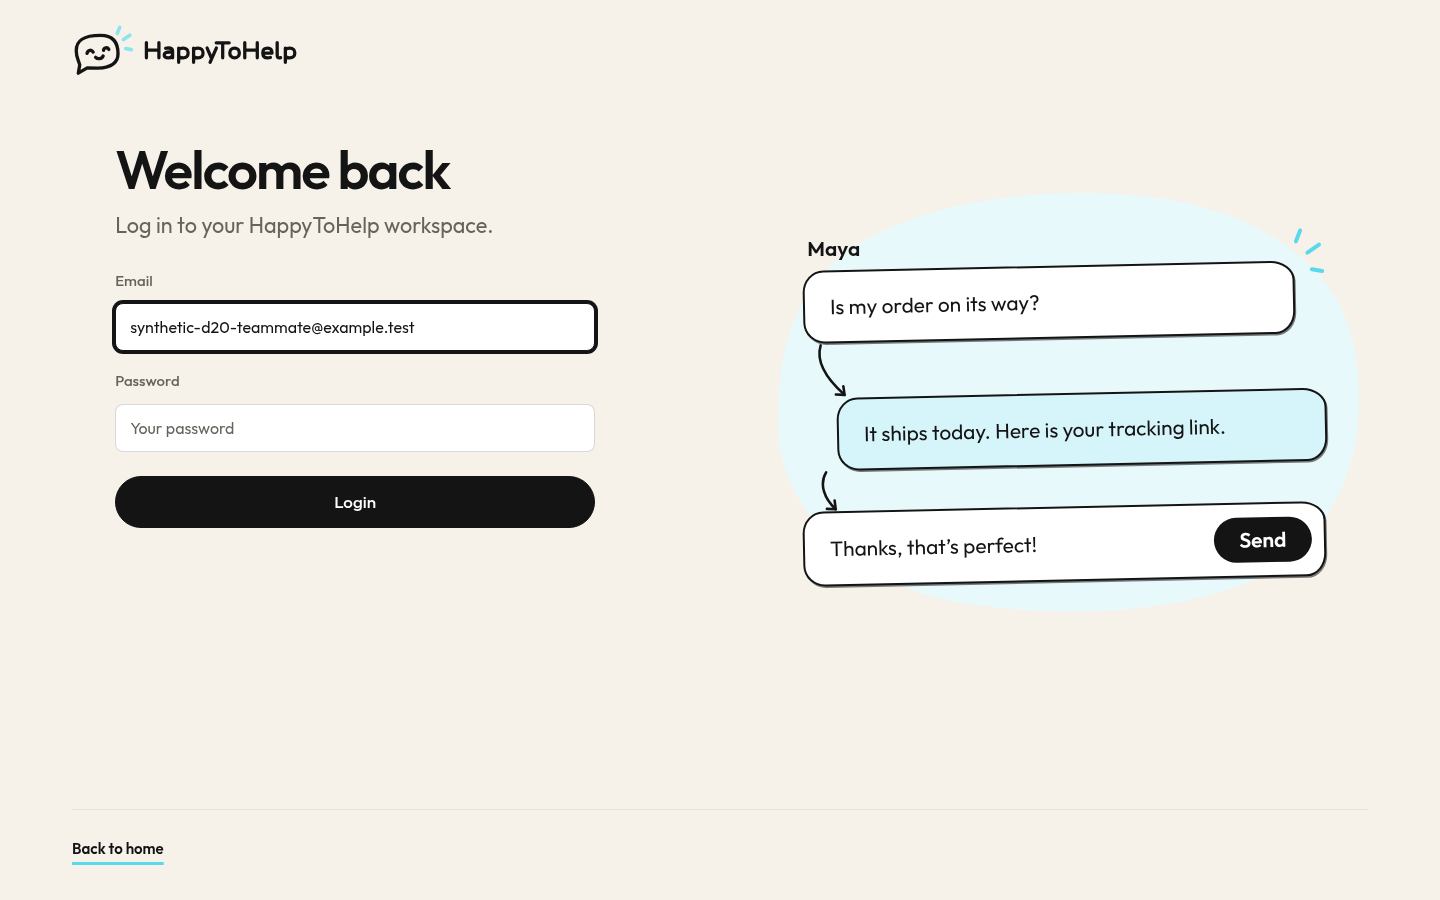 HappyToHelp
Welcome back
Log in to your HappyToHelp workspace.
Email
synthetic-d20-teammate@example.test
Password
Your password
Login
Maya
Is my order on its way?
It ships today. Here is your tracking link.
Thanks, that’s perfect!
Send
Back to home